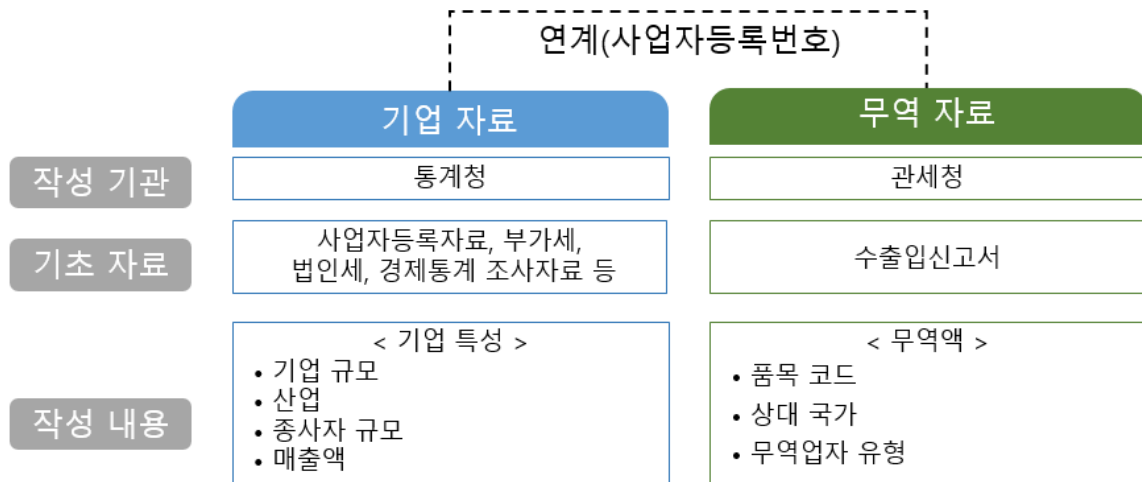 연계(사업자등록번호)
기업 자료
무역 자료
작성 기관
통계청
관세청
기초 자료
사업자등록자료, 부가세,
법인세, 경제통계 조사자료 등
수출입신고서
작성 내용
< 기업 특성 >
• 기업 규모
• 산업
• 종사자 규모
• 매출액
< 무역액 >
• 품목 코드
• 상대 국가
• 무역업자 유형